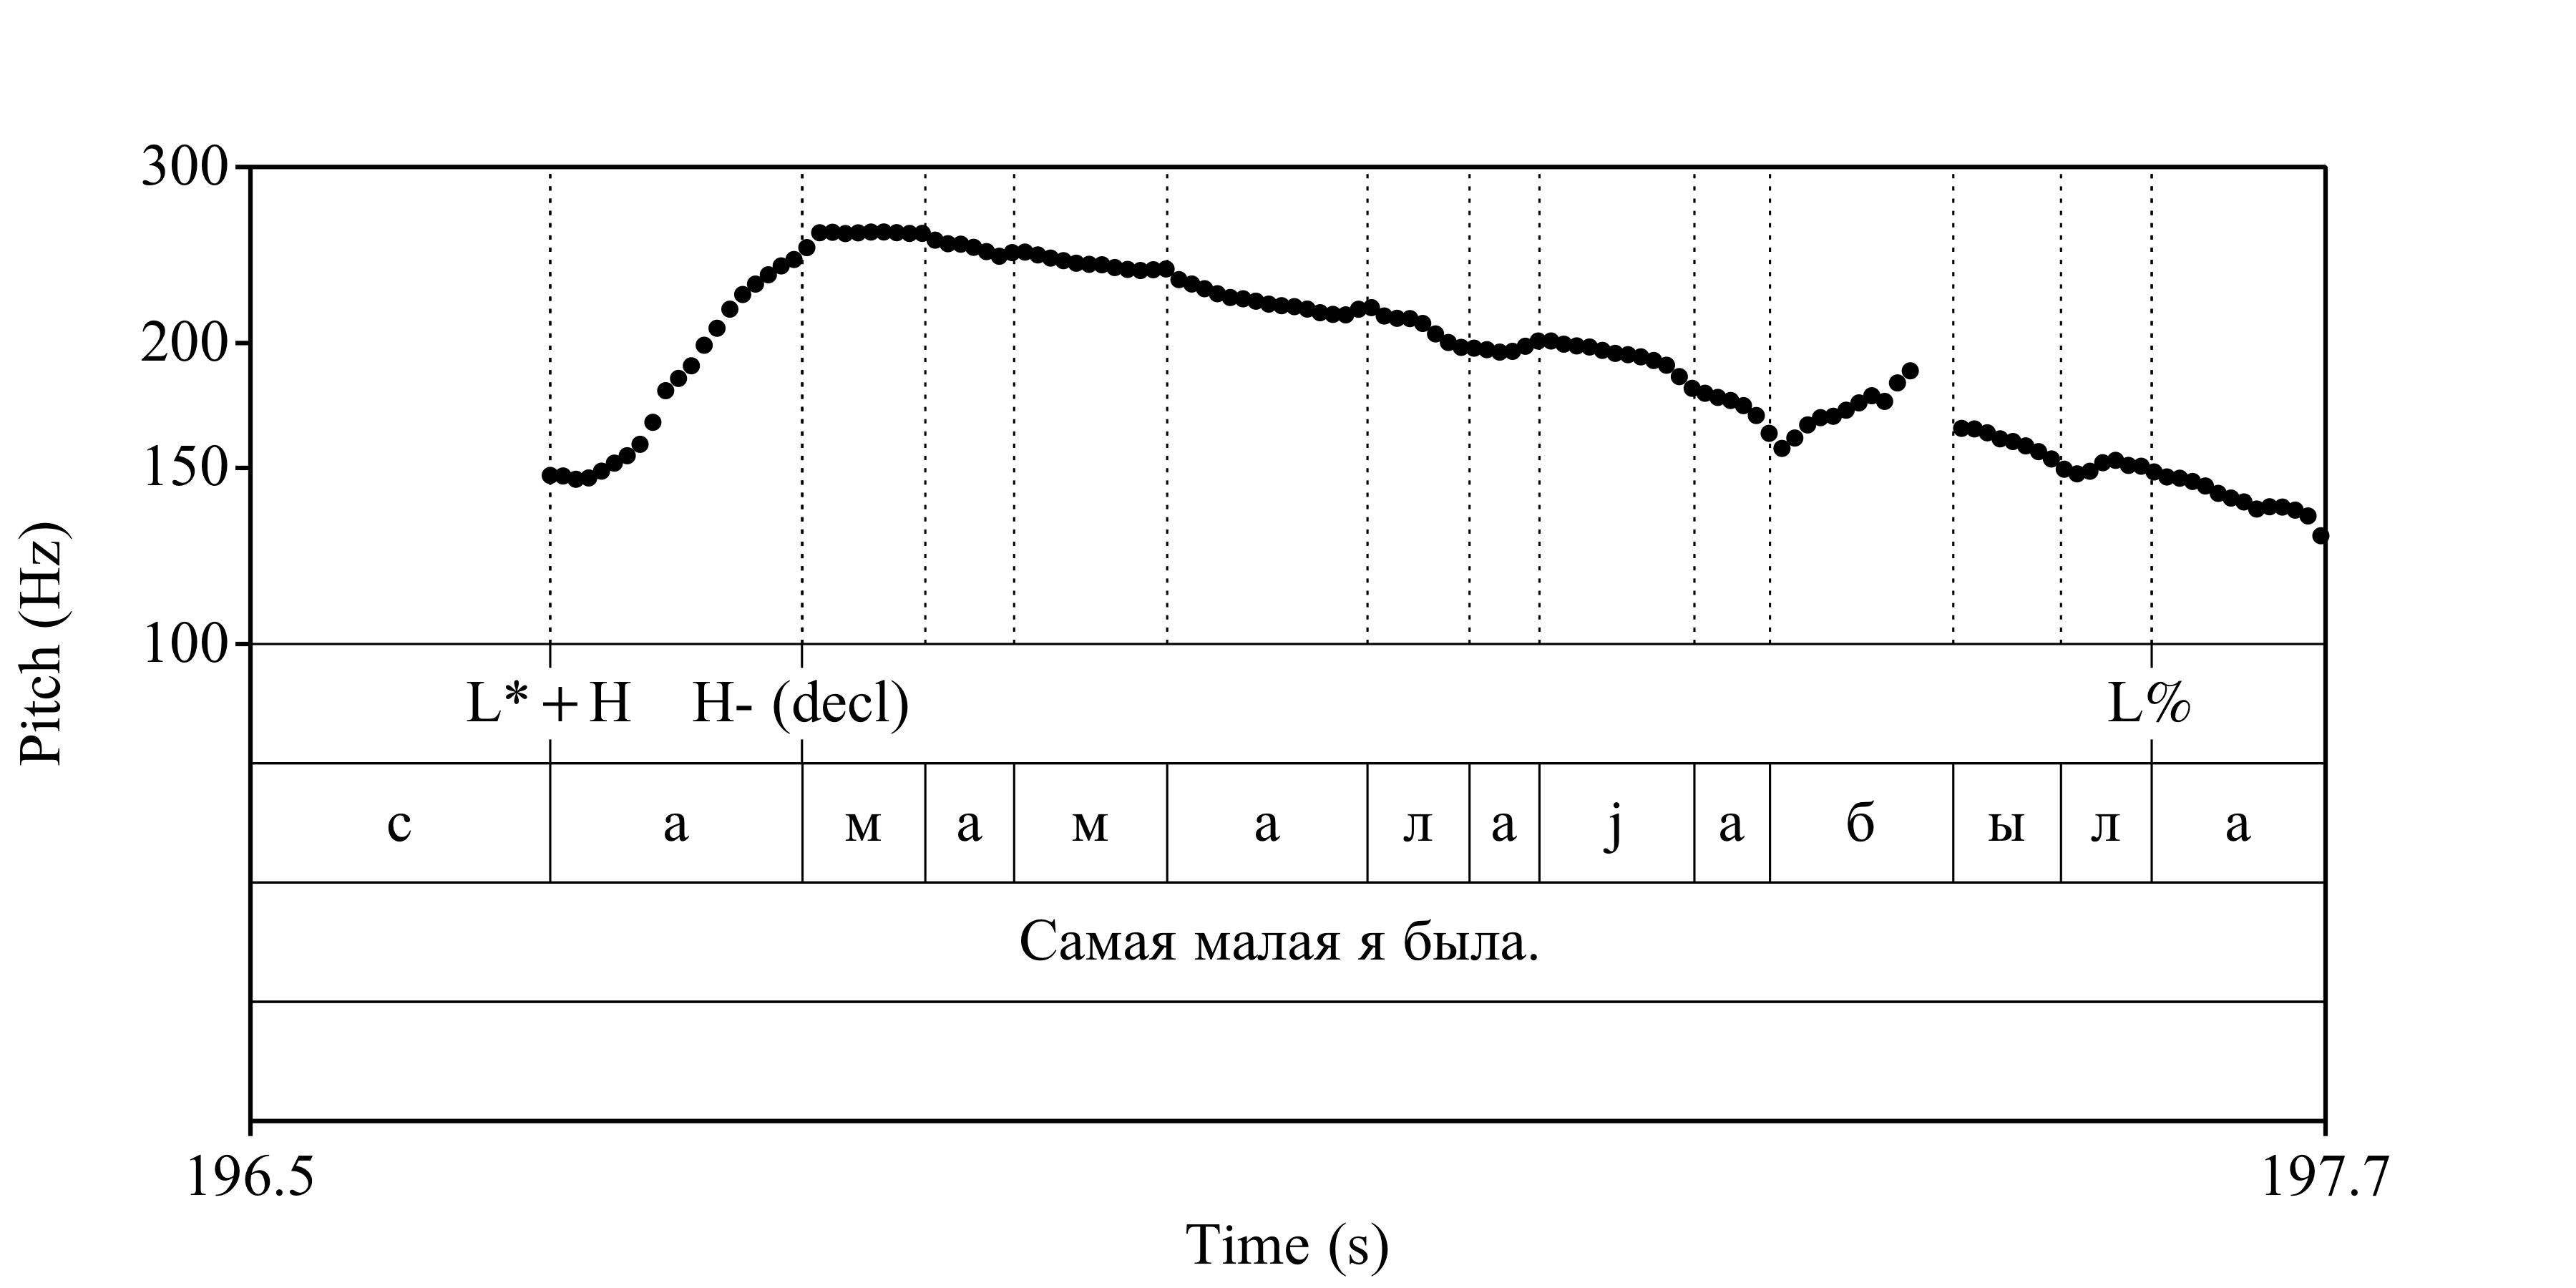 300
200
150
100
Pitch (Hz)
L*+H H- (decl) L%
с а м а м а л а j а б ы л а
Самая малая я была.
196.5 197.7
Time (s)